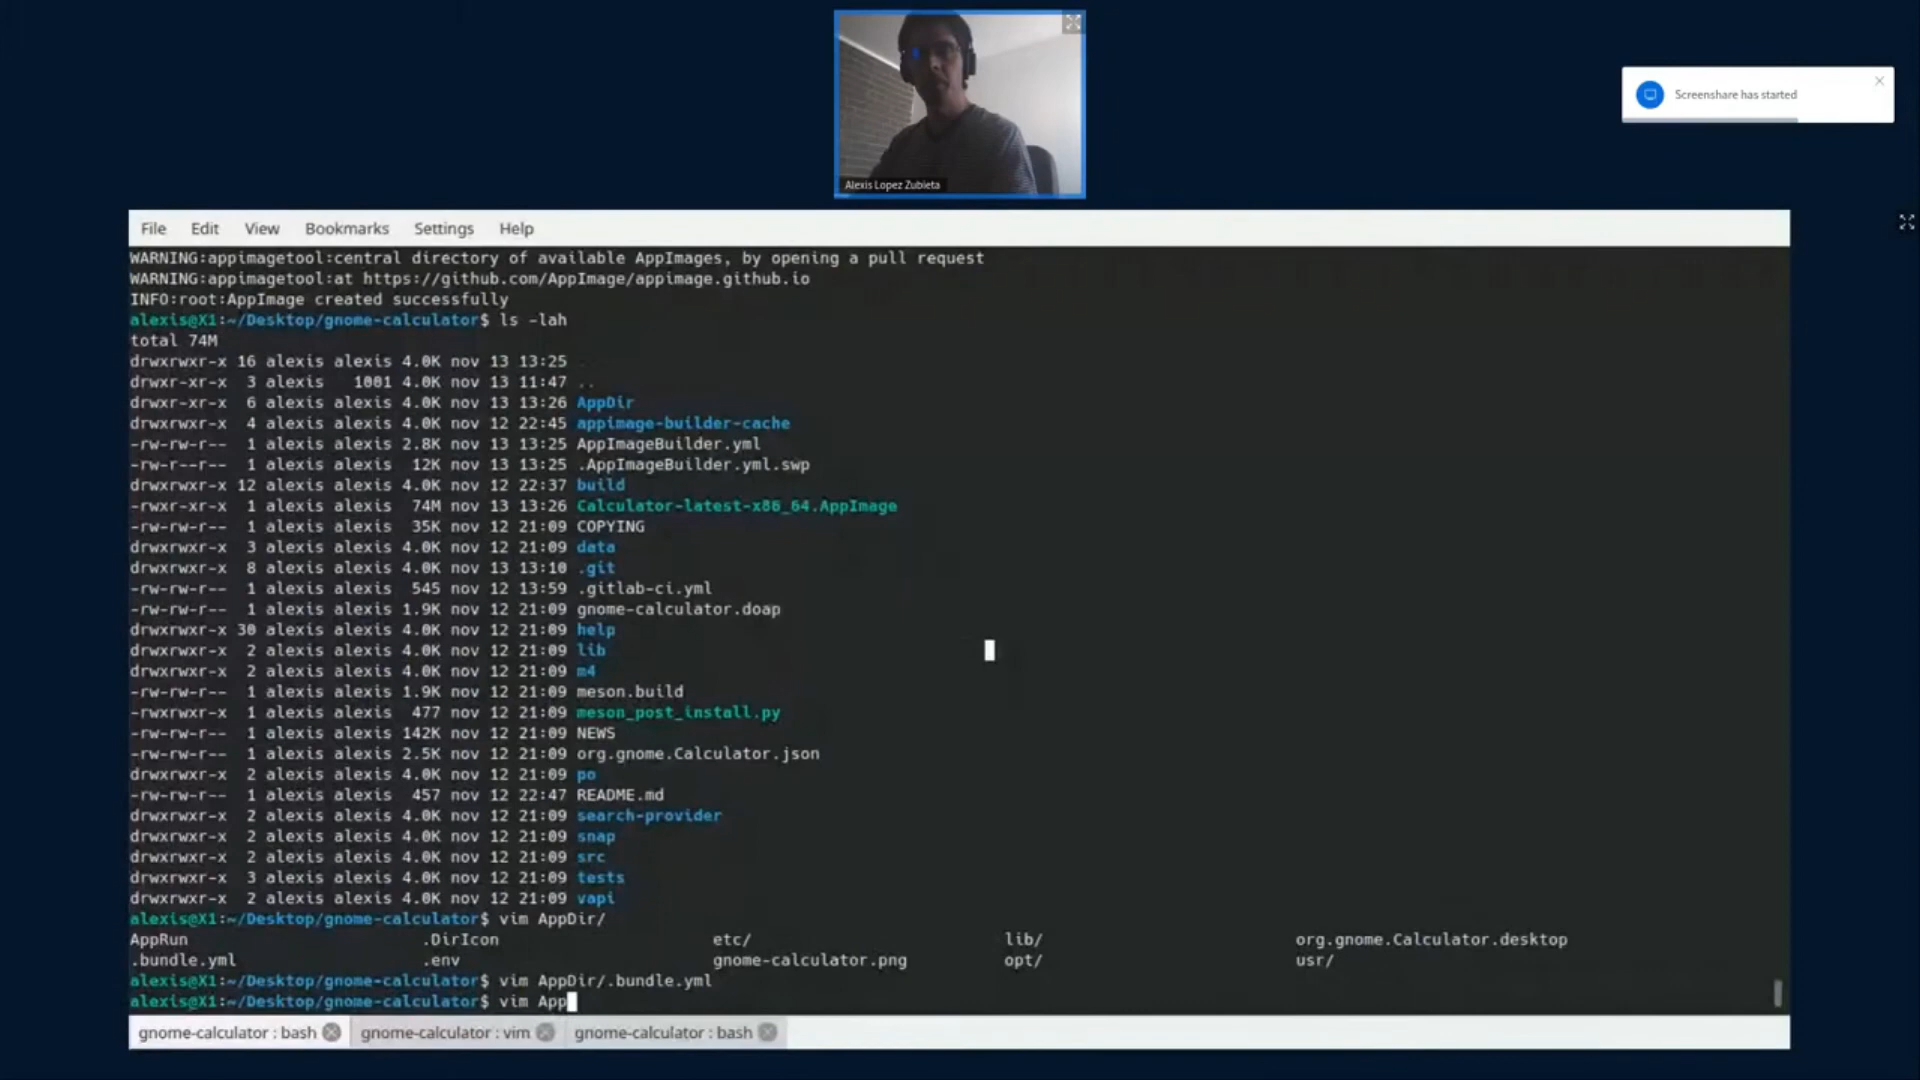 Alexis Lopez Zubieta
Screenshare has started
File Edit View Bookmarks Settings Help
WARNING:appimagetool:central directory of available AppImages, by opening a pull request
WARNING:appimagetool:at https://github.com/AppImage/appimage.github.io
INFO:root:AppImage created successfully
alexis@X1:~/Desktop/gnome-calculator$ ls -lah
total 74M
drwxrwxr-x 16 alexis alexis 4.0K nov 13 13:25 .
drwxr-xr-x  3 alexis   1001 4.0K nov 13 11:47 ..
drwxr-xr-x  6 alexis alexis 4.0K nov 13 13:26 AppDir
drwxrwxr-x  4 alexis alexis 4.0K nov 12 22:45 appimage-builder-cache
-rw-rw-r--  1 alexis alexis 2.8K nov 13 13:25 AppImageBuilder.yml
-rw-r--r--  1 alexis alexis  12K nov 13 13:25 .AppImageBuilder.yml.swp
drwxrwxr-x 12 alexis alexis 4.0K nov 12 22:37 build
-rwxr-xr-x  1 alexis alexis  74M nov 13 13:26 Calculator-latest-x86_64.AppImage
-rw-rw-r--  1 alexis alexis  35K nov 12 21:09 COPYING
drwxrwxr-x  3 alexis alexis 4.0K nov 12 21:09 data
drwxrwxr-x  8 alexis alexis 4.0K nov 13 13:10 .git
-rw-rw-r--  1 alexis alexis  545 nov 12 13:59 .gitlab-ci.yml
-rw-rw-r--  1 alexis alexis 1.9K nov 12 21:09 gnome-calculator.doap
drwxrwxr-x 30 alexis alexis 4.0K nov 12 21:09 help
drwxrwxr-x  2 alexis alexis 4.0K nov 12 21:09 lib
drwxrwxr-x  2 alexis alexis 4.0K nov 12 21:09 m4
-rw-rw-r--  1 alexis alexis 1.9K nov 12 21:09 meson.build
-rwxrwxr-x  1 alexis alexis  477 nov 12 21:09 meson_post_install.py
-rw-rw-r--  1 alexis alexis 142K nov 12 21:09 NEWS
-rw-rw-r--  1 alexis alexis 2.5K nov 12 21:09 org.gnome.Calculator.json
drwxrwxr-x  2 alexis alexis 4.0K nov 12 21:09 po
-rw-rw-r--  1 alexis alexis  457 nov 12 22:47 README.md
drwxrwxr-x  2 alexis alexis 4.0K nov 12 21:09 search-provider
drwxrwxr-x  2 alexis alexis 4.0K nov 12 21:09 snap
drwxrwxr-x  2 alexis alexis 4.0K nov 12 21:09 src
drwxrwxr-x  3 alexis alexis 4.0K nov 12 21:09 tests
drwxrwxr-x  2 alexis alexis 4.0K nov 12 21:09 vapi
alexis@X1:~/Desktop/gnome-calculator$ vim AppDir/
AppRun .DirIcon etc/ lib/ org.gnome.Calculator.desktop
.bundle.yml .env gnome-calculator.png opt/ usr/
alexis@X1:~/Desktop/gnome-calculator$ vim AppDir/.bundle.yml
alexis@X1:~/Desktop/gnome-calculator$ vim App
gnome-calculator : bash gnome-calculator : vim gnome-calculator : bash